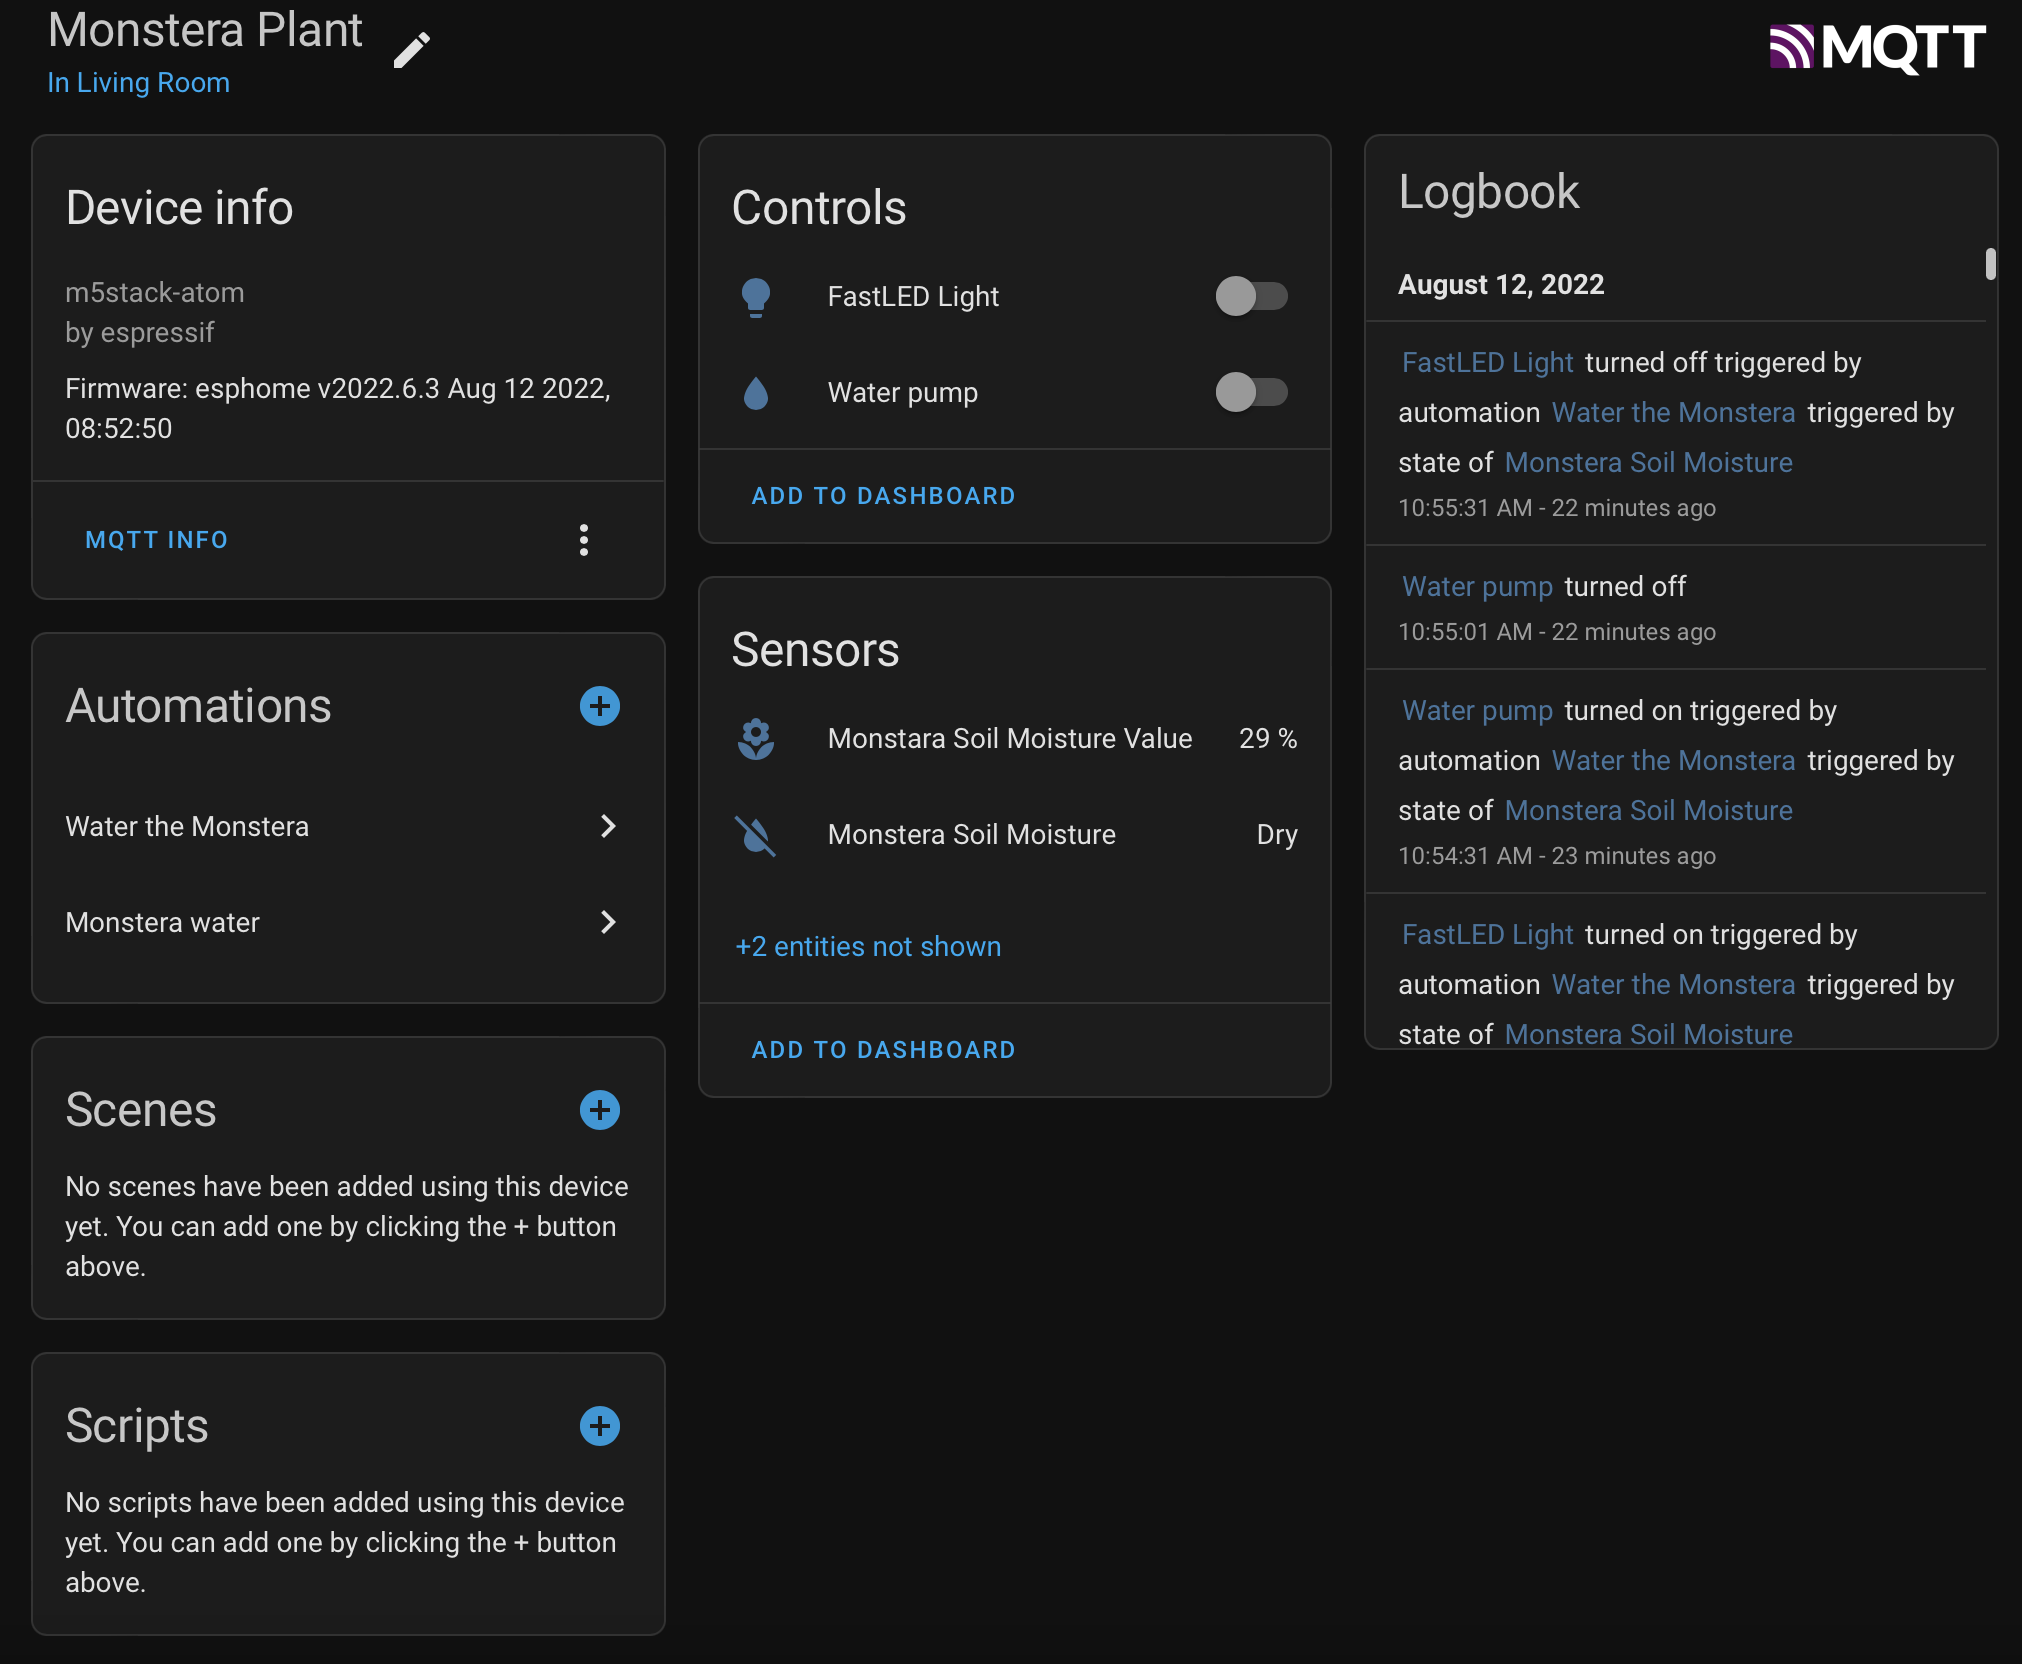 Monstera Plant
In Living Room
MQTT
Device info
m5stack-atom
by espressif
Firmware: esphome v2022.6.3 Aug 12 2022,
08:52:50
MQTT INFO
Automations
Water the Monstera
Monstera water
Scenes
No scenes have been added using this device
yet. You can add one by clicking the + button
above.
Scripts
No scripts have been added using this device
yet. You can add one by clicking the + button
above.
Controls
FastLED Light
Water pump
ADD TO DASHBOARD
Sensors
Monstara Soil Moisture Value 29 %
Monstera Soil Moisture Dry
+2 entities not shown
ADD TO DASHBOARD
Logbook
August 12, 2022
FastLED Light turned off triggered by
automation Water the Monstera triggered by
state of Monstera Soil Moisture
10:55:31 AM - 22 minutes ago
Water pump turned off
10:55:01 AM - 22 minutes ago
Water pump turned on triggered by
automation Water the Monstera triggered by
state of Monstera Soil Moisture
10:54:31 AM - 23 minutes ago
FastLED Light turned on triggered by
automation Water the Monstera triggered by
state of Monstera Soil Moisture